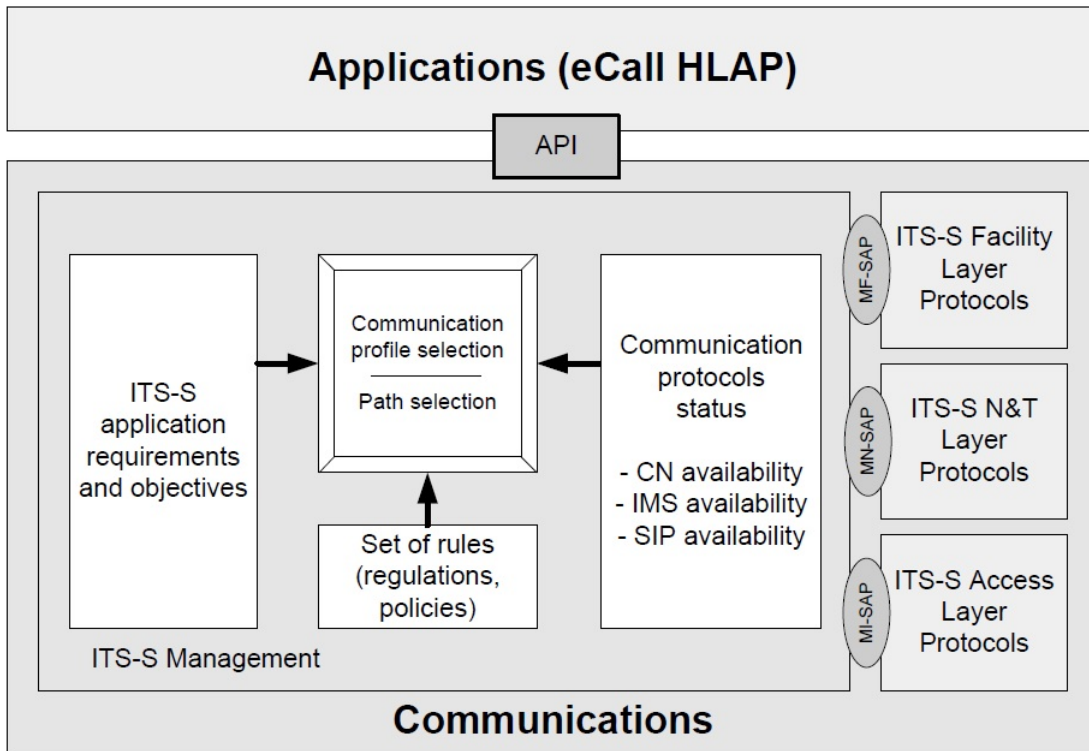 Applications (eCall HLAP)
API
ITS-S
application
requirements
and objectives
Communication
profile selection
Path selection
Set of rules
(regulations,
policies)
Communication
protocols
status
- CN availability
- IMS availability
- SIP availability
ITS-S Management
MF-SAP
ITS-S Facility
Layer
Protocols
MN-SAP
ITS-S N&T
Layer
Protocols
MI-SAP
ITS-S Access
Layer
Protocols
Communications